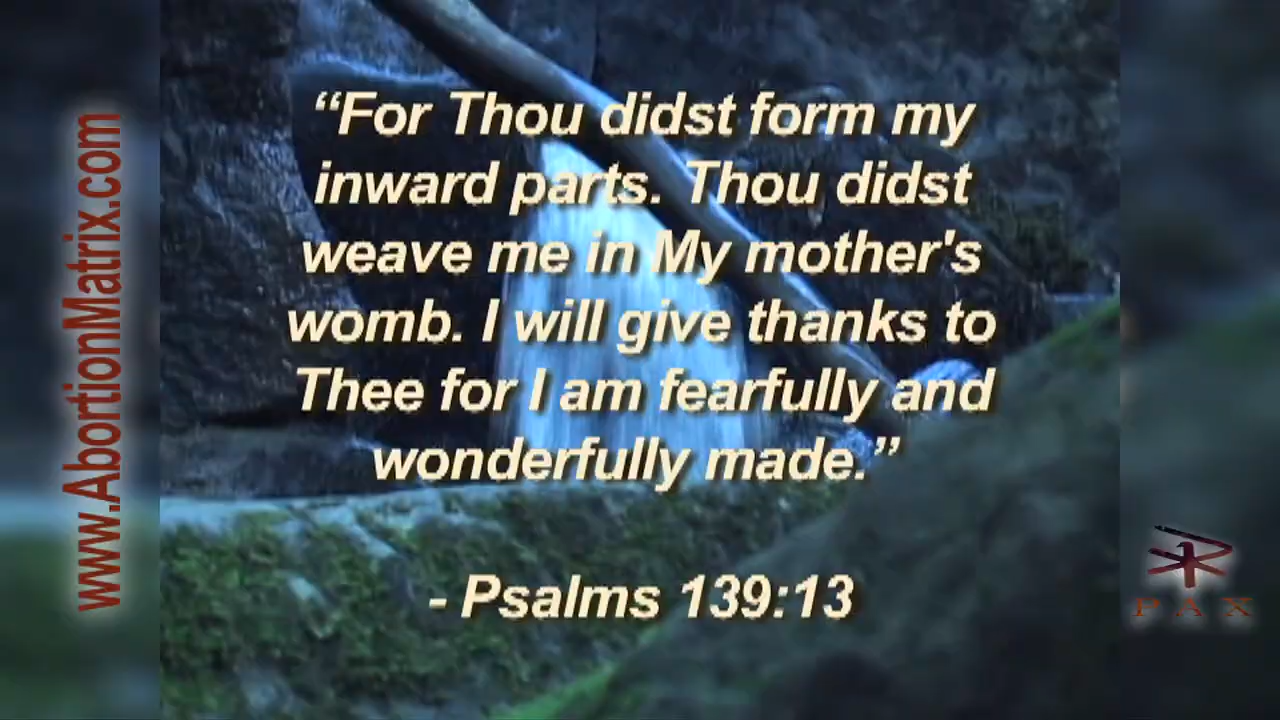 “For Thou didst form my
inward parts. Thou didst
weave me in My mother's
womb. I will give thanks to
Thee for I am fearfully and
wonderfully made.”
- Psalms 139:13
www.AbortionMatrix.com
PAX